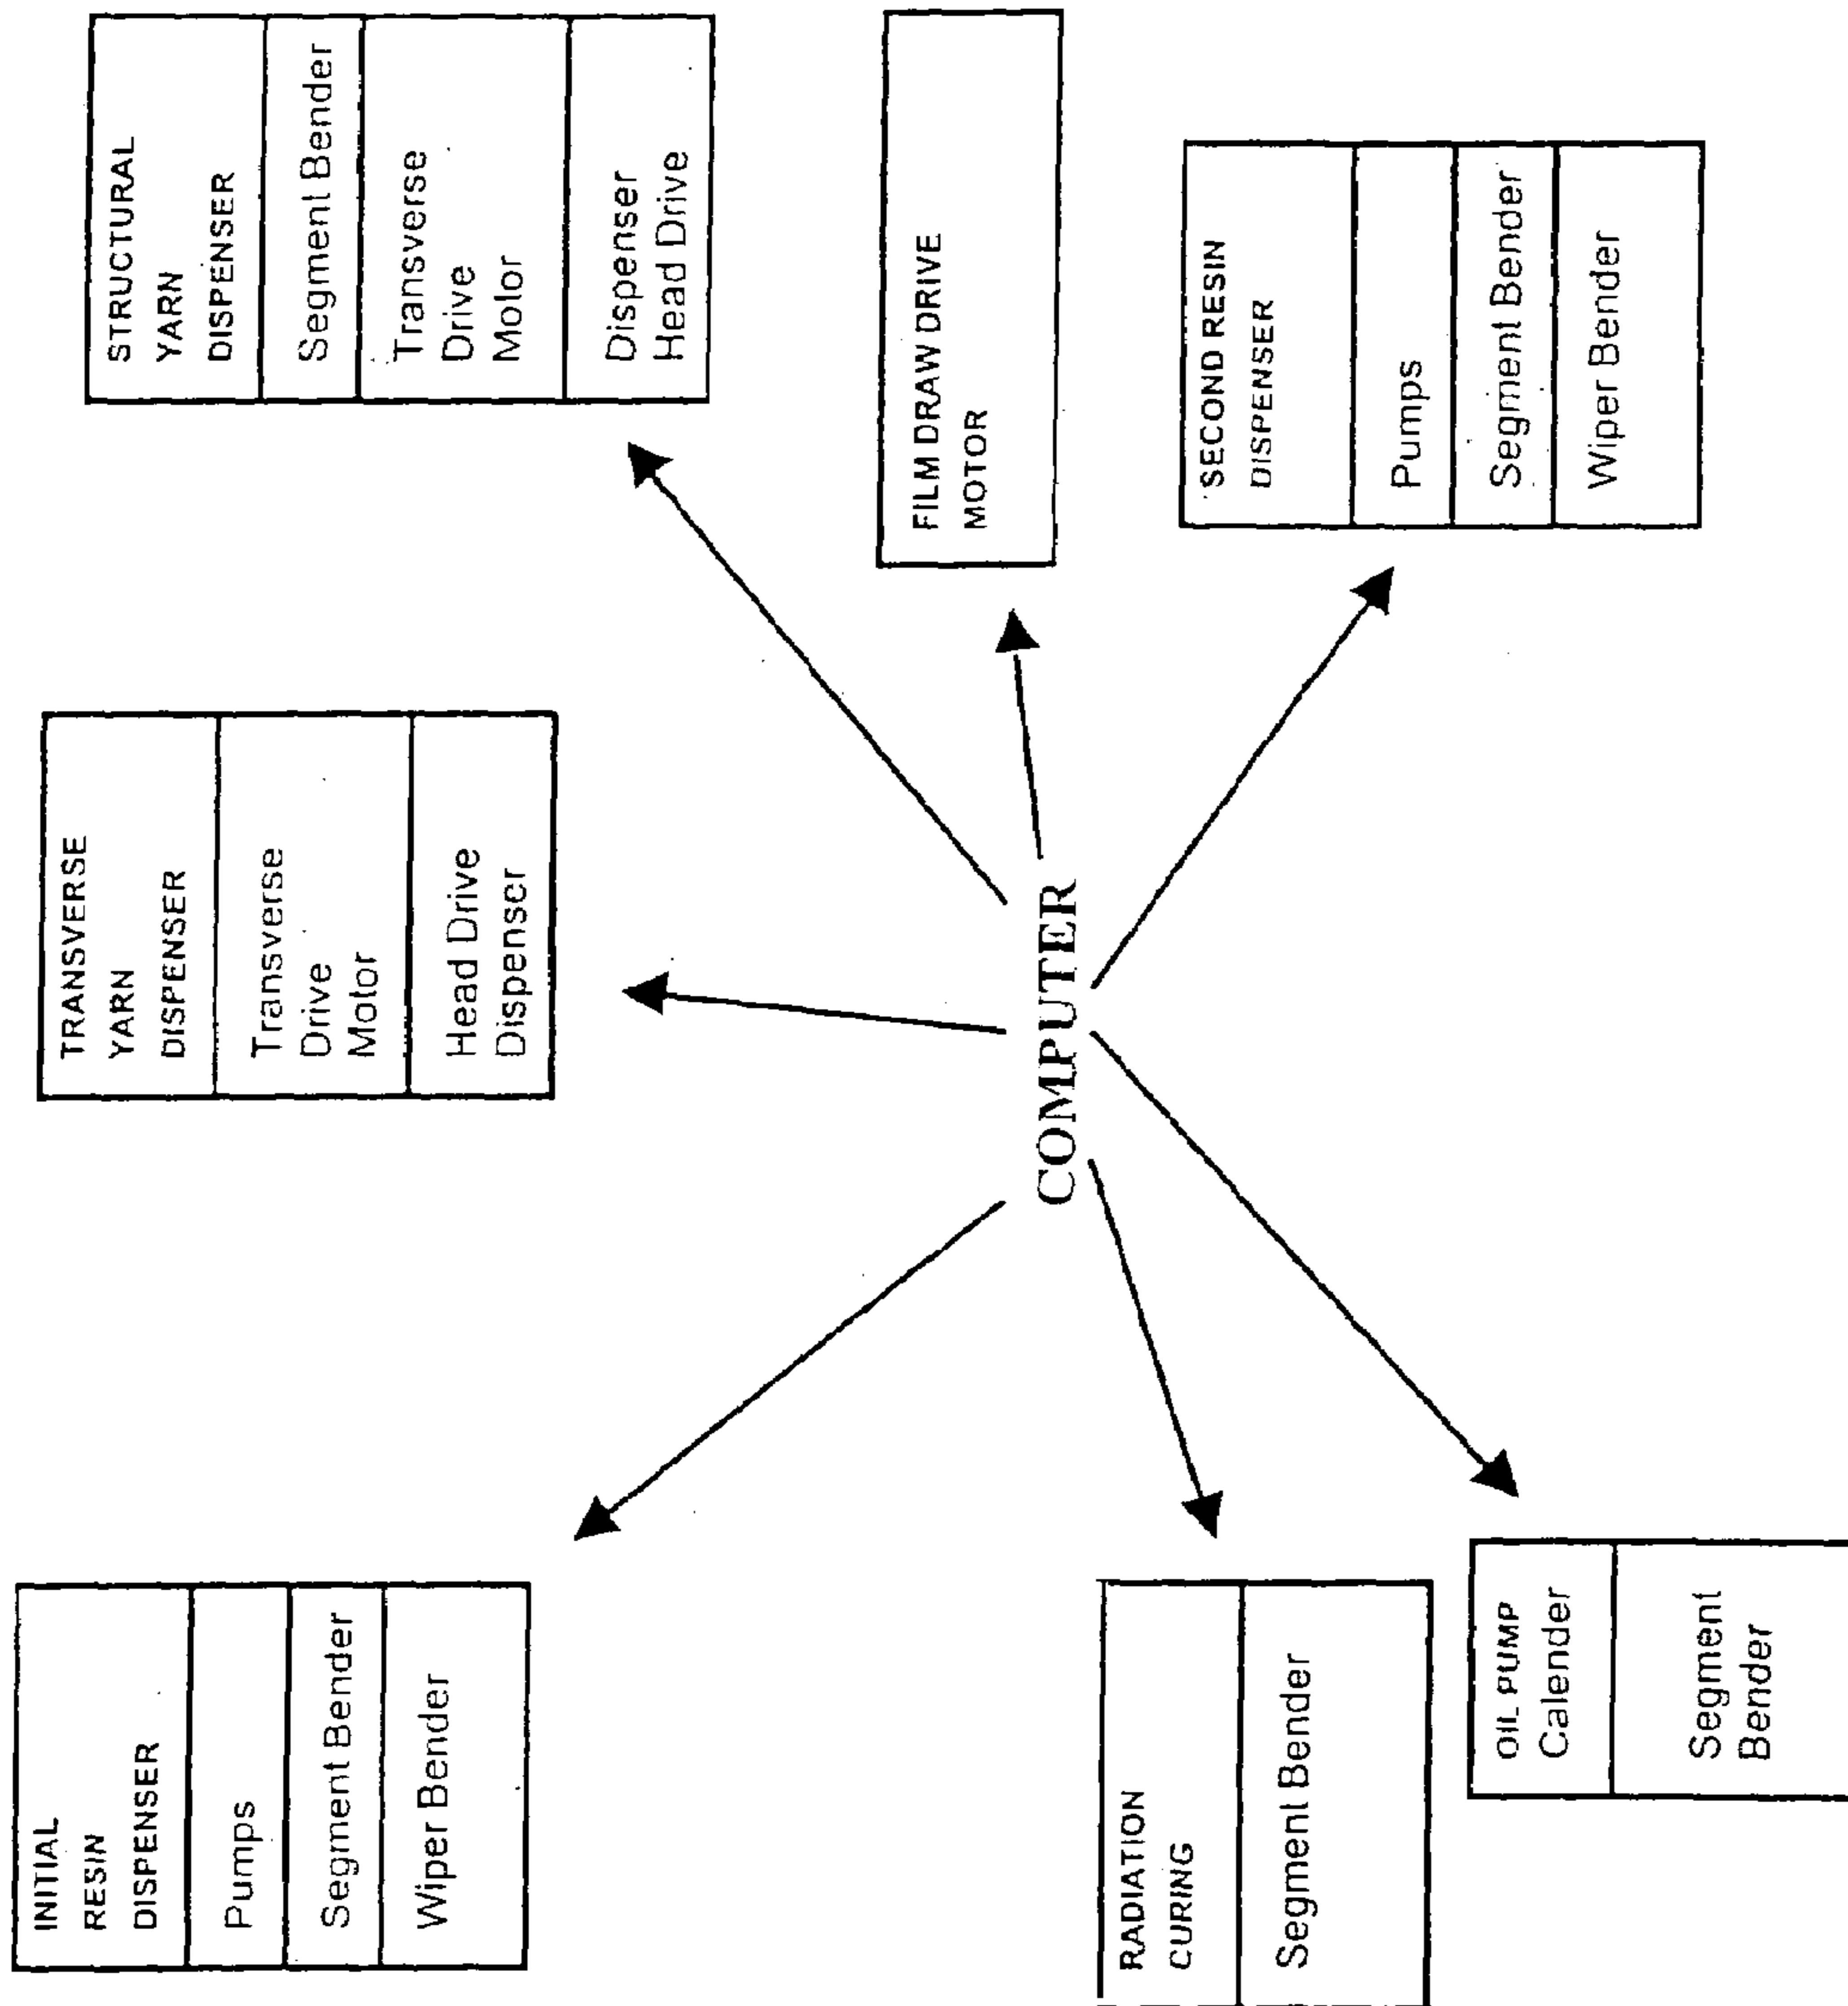 INITIAL
RESIN
DISPENSER
Pumps
Segment Bender
Wiper Bender
TRANSVERSE
YARN
DISPENSER
Transverse
Drive
Motor
Head Drive
Dispenser
STRUCTURAL
YARN
DISPENSER
Segment Bender
Transverse
Drive
Motor
Dispenser
Head Drive
COMPUTER
FILM DRAW DRIVE
MOTOR
RADIATION
CURING
Segment Bender
OIL PUMP
Calender
Segment
Bender
SECOND RESIN
DISPENSER
Pumps
Segment Bender
Wiper Bender